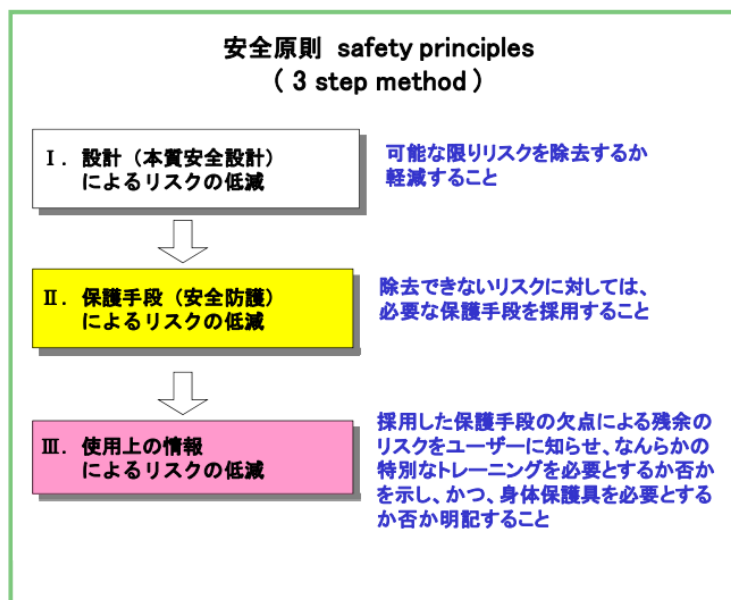 安全原則 safety principles
( 3 step method )
Ⅰ. 設計（本質安全設計）
によるリスクの低減
可能な限りリスクを除去するか
軽減すること
Ⅱ. 保護手段（安全防護）
によるリスクの低減
除去できないリスクに対しては、
必要な保護手段を採用すること
Ⅲ. 使用上の情報
によるリスクの低減
採用した保護手段の欠点による残余の
リスクをユーザーに知らせ、なんらかの
特別なトレーニングを必要とするか否か
を示し、かつ、身体保護具を必要とする
か否か明記すること